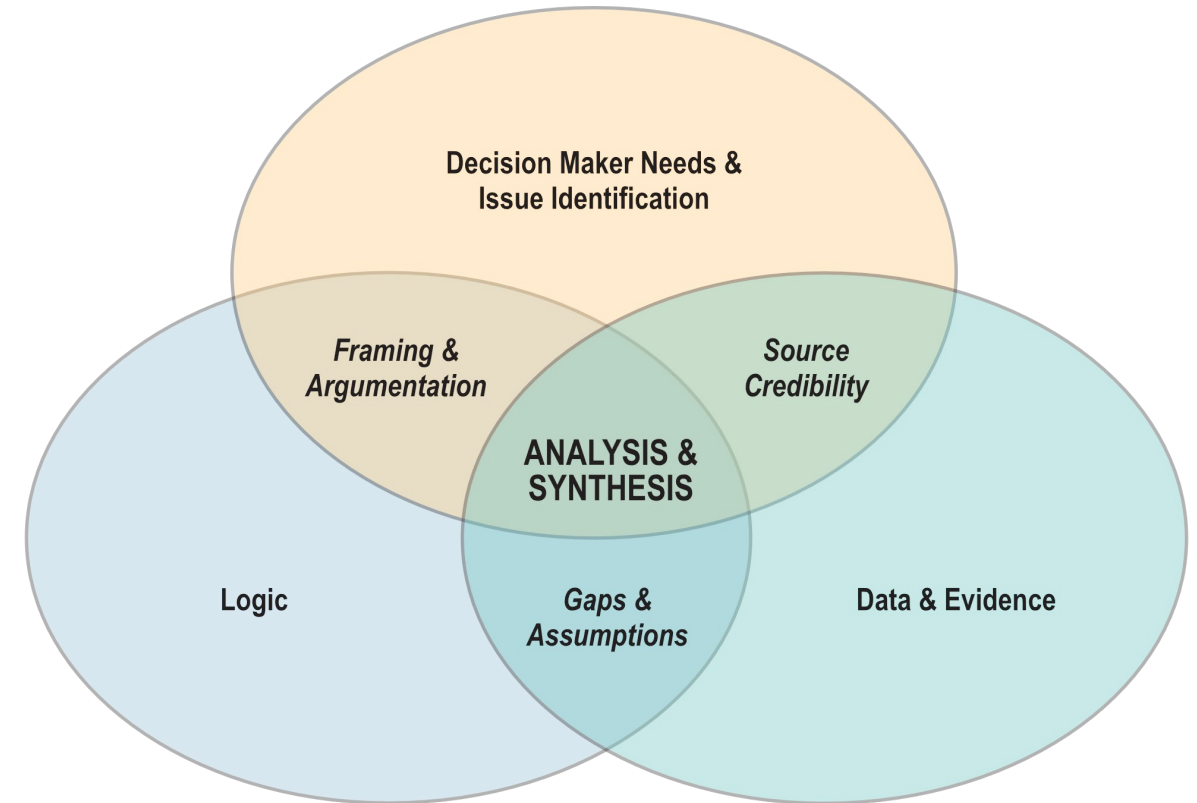 Decision Maker Needs &
Issue Identification
Framing &
Argumentation
Source
Credibility
ANALYSIS &
SYNTHESIS
Logic
Gaps &
Assumptions
Data & Evidence